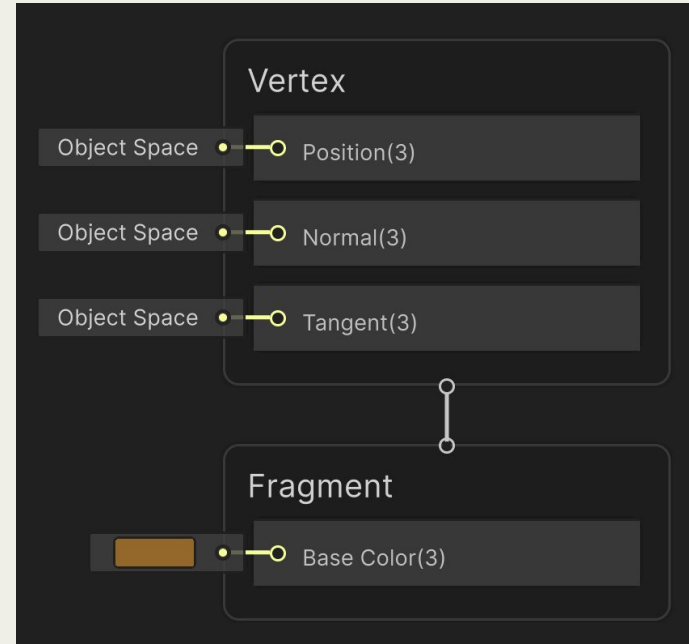 Vertex
Object Space
Position(3)
Object Space
Normal(3)
Object Space
Tangent(3)
Fragment
Base Color(3)